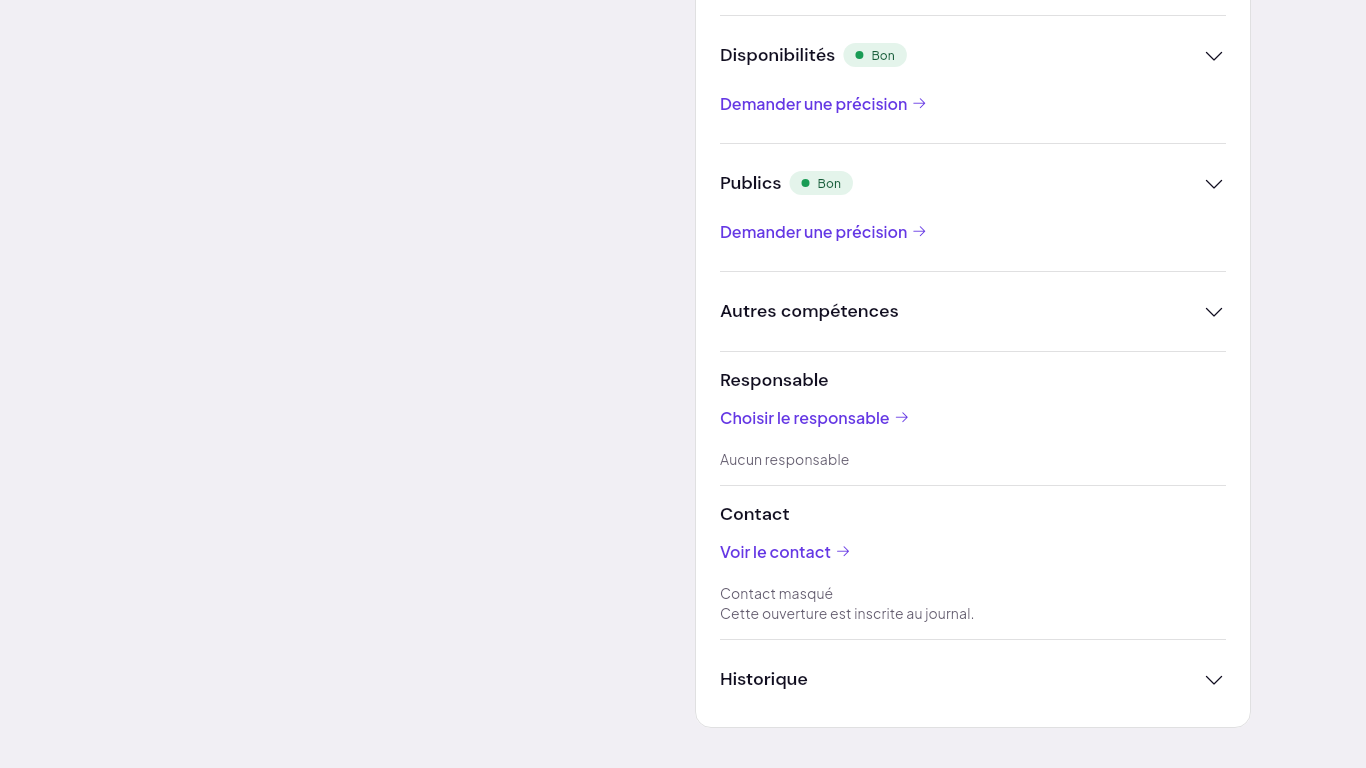 Disponibilités Bon
Demander une précision
Publics Bon
Demander une précision
Autres compétences
Responsable
Choisir le responsable
Aucun responsable
Contact
Voir le contact
Contact masqué
Cette ouverture est inscrite au journal.
Historique